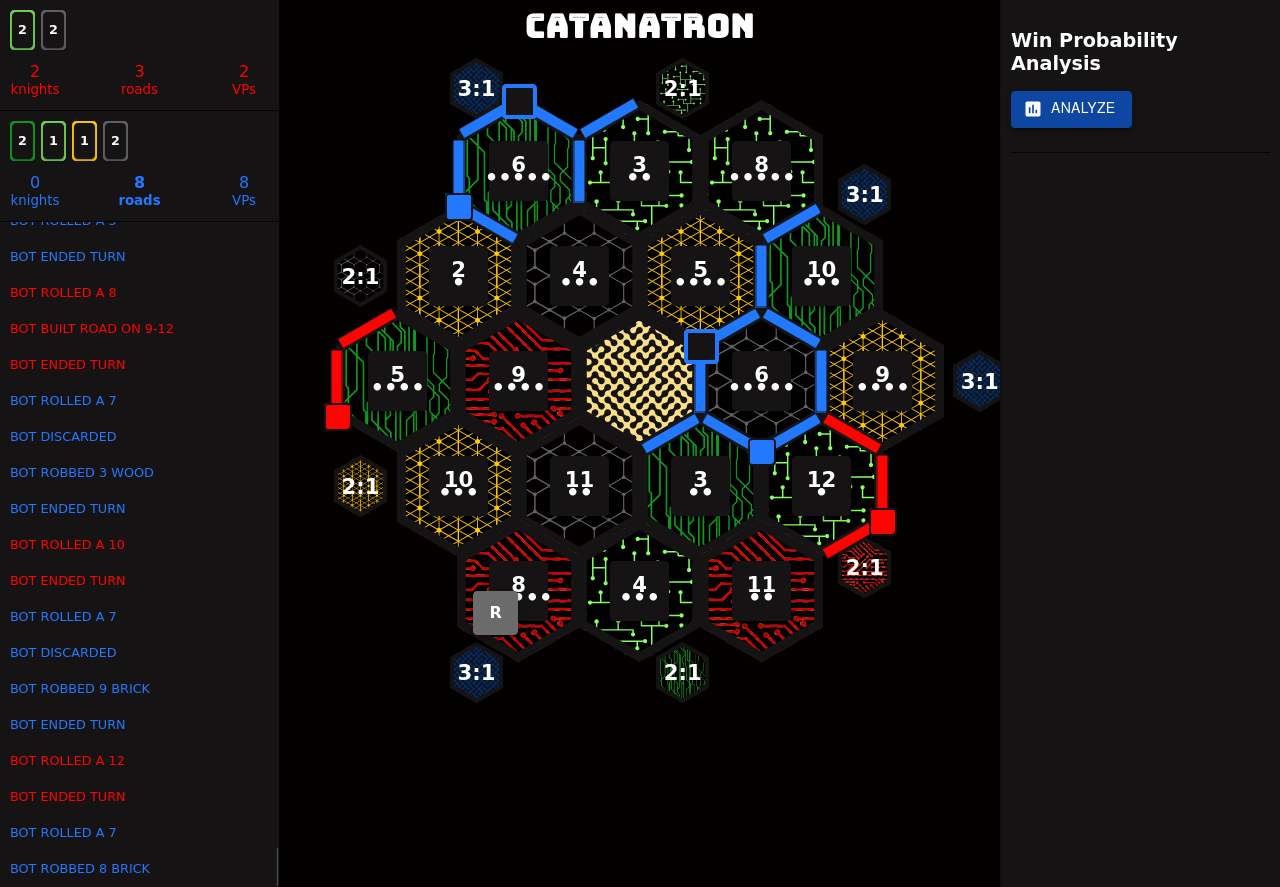 2 2
2 3 2
knights roads VPs
2 1 1 2
0 8 8
knights roads VPs
BOT ENDED TURN
BOT ROLLED A 8
BOT BUILT ROAD ON 9-12
BOT ENDED TURN
BOT ROLLED A 7
BOT DISCARDED
BOT ROBBED 3 WOOD
BOT ENDED TURN
BOT ROLLED A 10
BOT ENDED TURN
BOT ROLLED A 7
BOT DISCARDED
BOT ROBBED 9 BRICK
BOT ENDED TURN
BOT ROLLED A 12
BOT ENDED TURN
BOT ROLLED A 7
BOT ROBBED 8 BRICK
CATANATRON
3:1 2:1
6 3 8
3:1
2:1 2 4 5 10
5 9 6 9 3:1
2:1 10 11 3 12
2:1
8 4 11
R
3:1 2:1
Win Probability
Analysis
ANALYZE